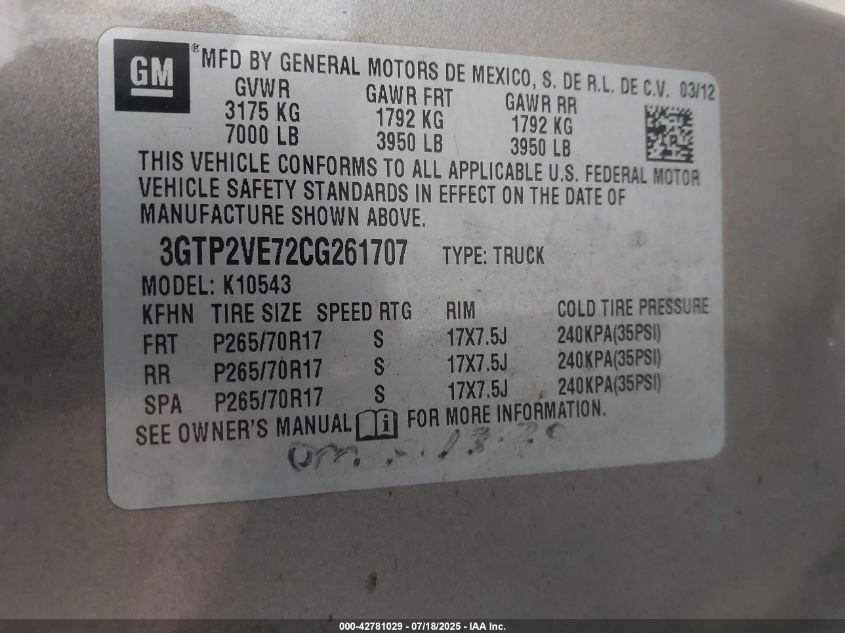 GM ® MFD BY GENERAL MOTORS DE MEXICO, S. DE R.L. DE C.V. 03/12
GVWR GAWR FRT GAWR RR
3175 KG 1792 KG 1792 KG
7000 LB 3950 LB 3950 LB
THIS VEHICLE CONFORMS TO ALL APPLICABLE U.S. FEDERAL MOTOR
VEHICLE SAFETY STANDARDS IN EFFECT ON THE DATE OF
MANUFACTURE SHOWN ABOVE.
3GTP2VE72CG261707 TYPE: TRUCK
MODEL: K10543
KFHN TIRE SIZE SPEED RTG RIM COLD TIRE PRESSURE
FRT P265/70R17 S 17X7.5J 240KPA(35PSI)
RR P265/70R17 S 17X7.5J 240KPA(35PSI)
SPA P265/70R17 S 17X7.5J 240KPA(35PSI)
SEE OWNER'S MANUAL FOR MORE INFORMATION.
000-42781029 - 07/18/2025 - IAA Inc.